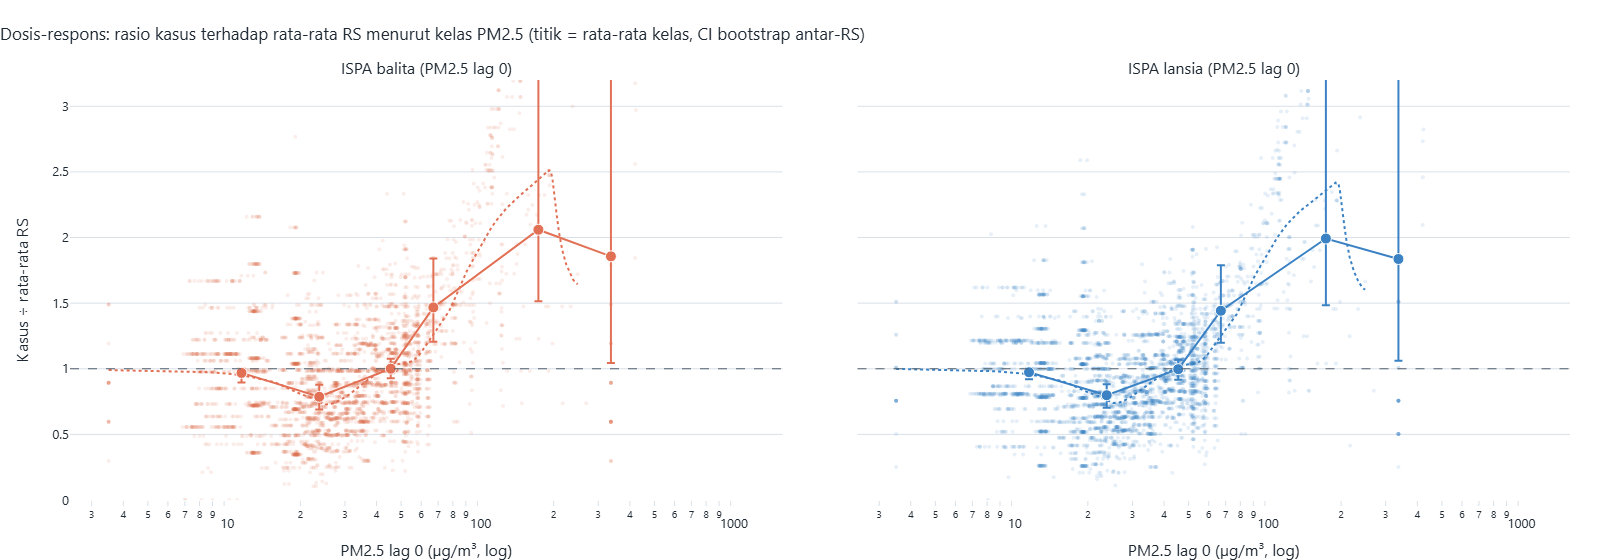 Dosis-respons: rasio kasus terhadap rata-rata RS menurut kelas PM2.5 (titik = rata-rata kelas, CI bootstrap antar-RS)
ISPA balita (PM2.5 lag 0)
ISPA lansia (PM2.5 lag 0)
Kasus ÷ rata-rata RS
3
2.5
2
1.5
1
0.5
0
3 4 5 6 7 8 9 10 2 3 4 5 6 7 8 9 100 2 3 4 5 6 7 8 9 1000
3 4 5 6 7 8 9 10 2 3 4 5 6 7 8 9 100 2 3 4 5 6 7 8 9 1000
PM2.5 lag 0 (µg/m³, log)
PM2.5 lag 0 (µg/m³, log)